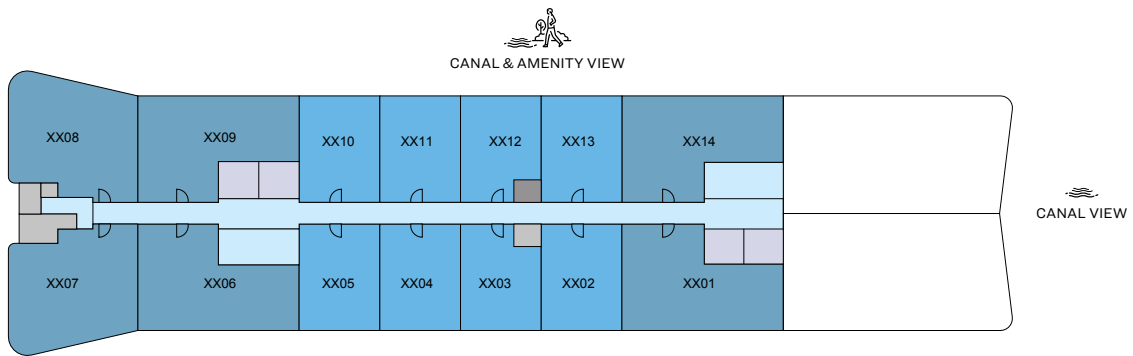 CANAL & AMENITY VIEW
XX08
XX09
XX10
XX11
XX12
XX13
XX14
CANAL VIEW
XX07
XX06
XX05
XX04
XX03
XX02
XX01